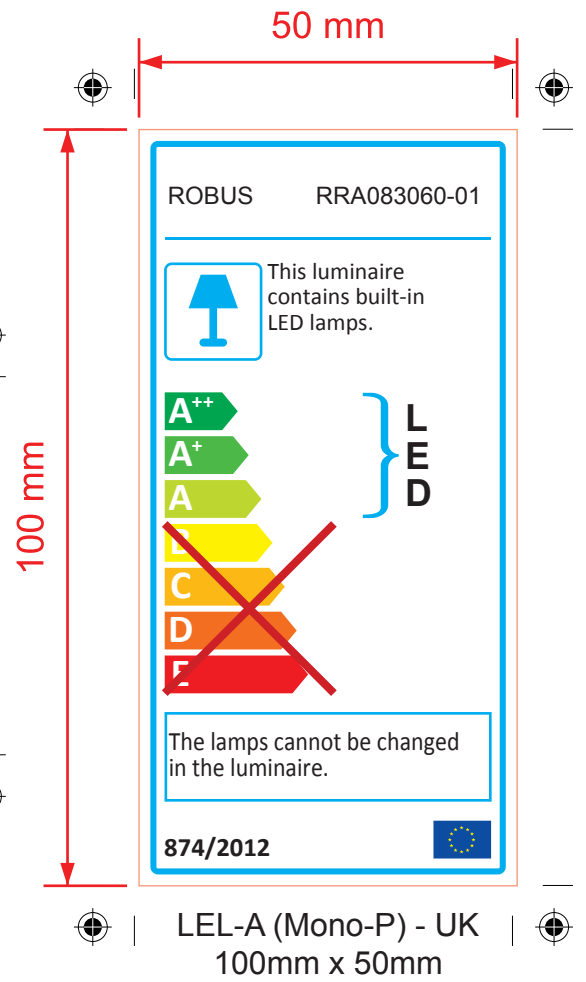 50 mm
100 mm
ROBUS RRA083060-01
This luminaire
contains built-in
LED lamps.
A++
A+
A
B
C
D
E
L
E
D
The lamps cannot be changed
in the luminaire.
874/2012
LEL-A (Mono-P) - UK
100mm x 50mm